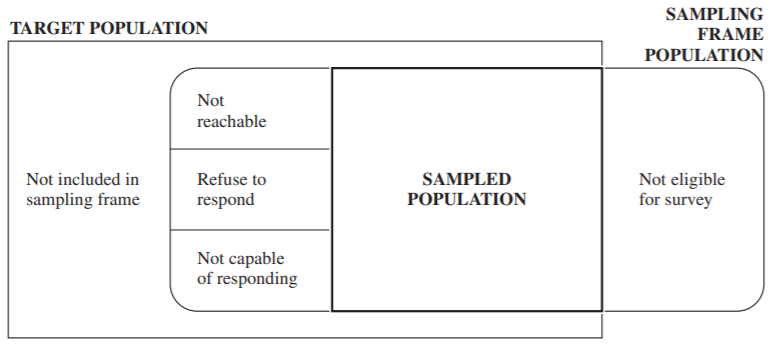 TARGET POPULATION
SAMPLING
FRAME
POPULATION
Not included in
sampling frame
Not
reachable
Refuse to
respond
Not capable
of responding
SAMPLED
POPULATION
Not eligible
for survey